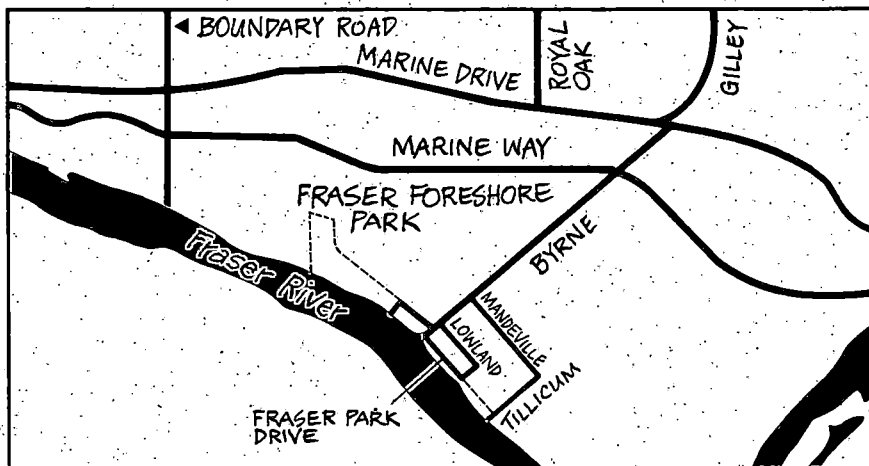 ◄ BOUNDARY ROAD
MARINE DRIVE
ROYAL
OAK
GILLEY
MARINE WAY
FRASER FORESHORE
PARK
BYRNE
Fraser River
MANDEVILLE
LOWLAND
TILLICUM
FRASER PARK
DRIVE